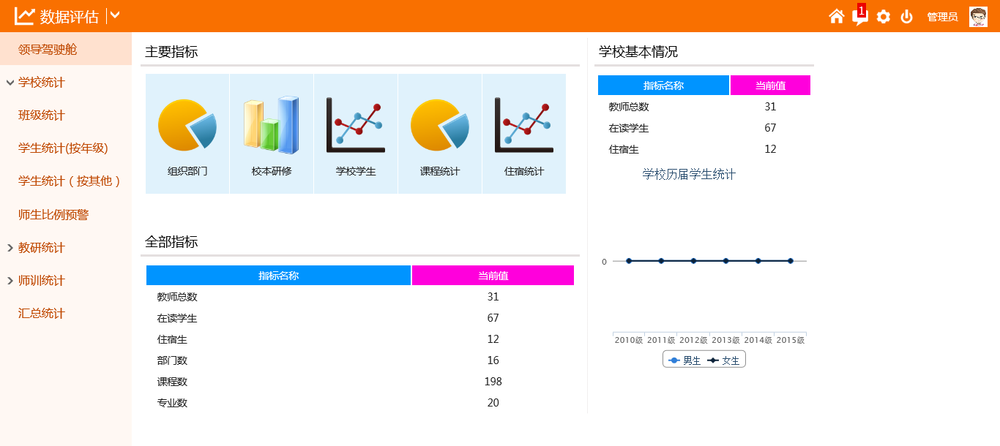 数据评估
1
管理员
领导驾驶舱
学校统计
班级统计
学生统计(按年级)
学生统计（按其他）
师生比例预警
教研统计
师训统计
汇总统计
主要指标
组织部门 校本研修 学校学生 课程统计 住宿统计
全部指标
指标名称 当前值
教师总数 31
在读学生 67
住宿生 12
部门数 16
课程数 198
专业数 20
学校基本情况
指标名称 当前值
教师总数 31
在读学生 67
住宿生 12
学校历届学生统计
0
2010级 2011级 2012级 2013级 2014级 2015级
男生 女生